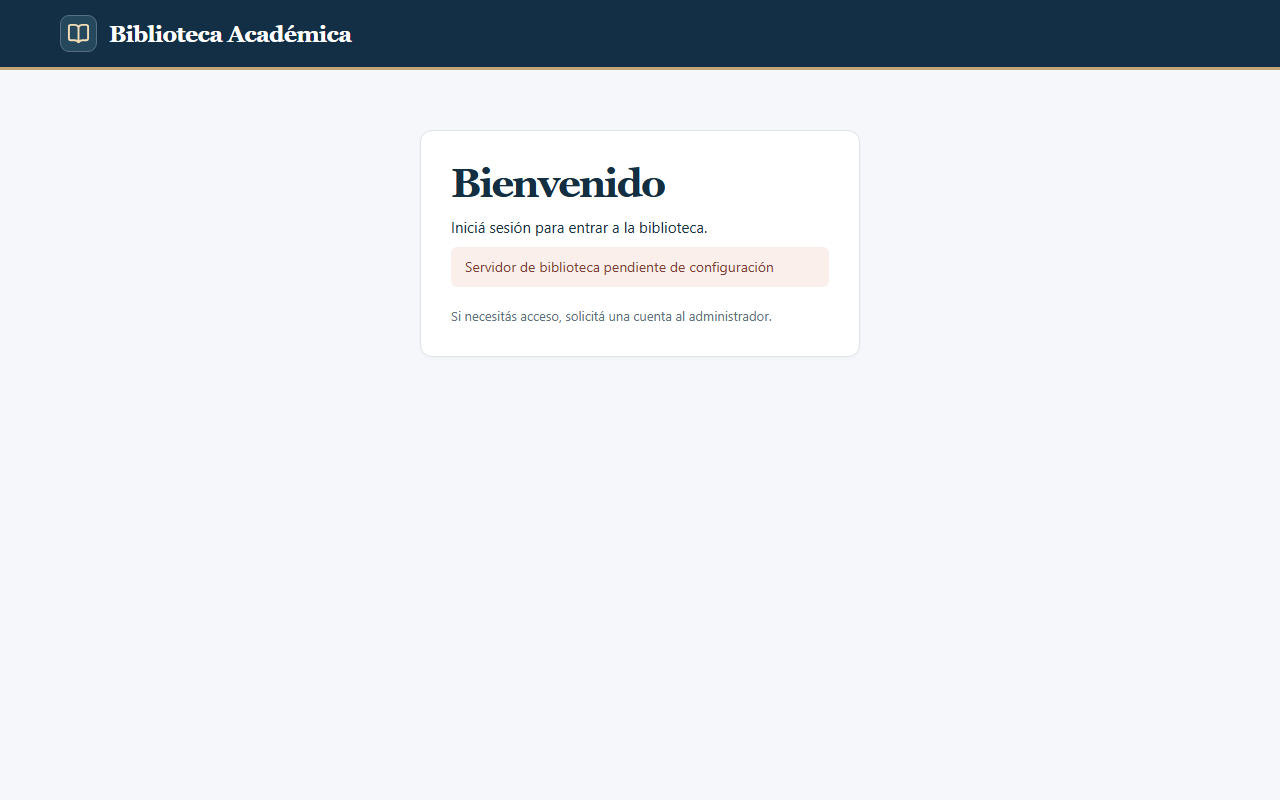 Biblioteca Académica
Bienvenido
Iniciá sesión para entrar a la biblioteca.
Servidor de biblioteca pendiente de configuración
Si necesitás acceso, solicitá una cuenta al administrador.